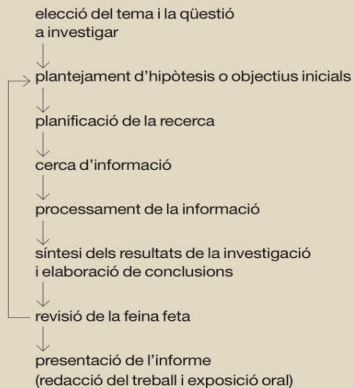 elecció del tema i la qüestió
a investigar
plantejament d'hipòtesis o objectius inicials
planificació de la recerca
cerca d'informació
processament de la informació
síntesi dels resultats de la investigació
i elaboració de conclusions
revisió de la feina feta
presentació de l'informe
(redacció del treball i exposició oral)